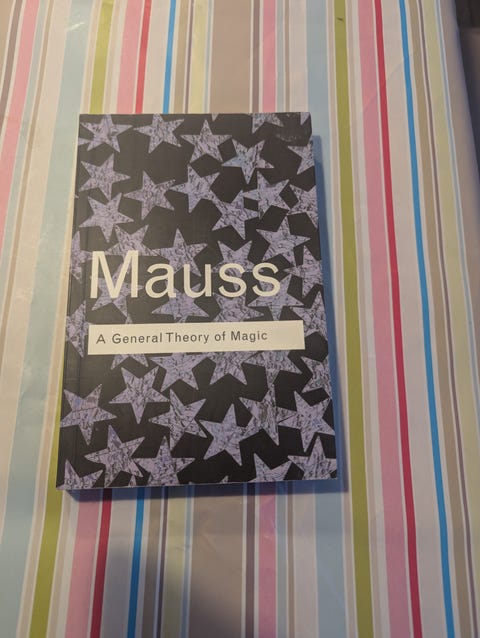 Mauss
A General Theory of Magic